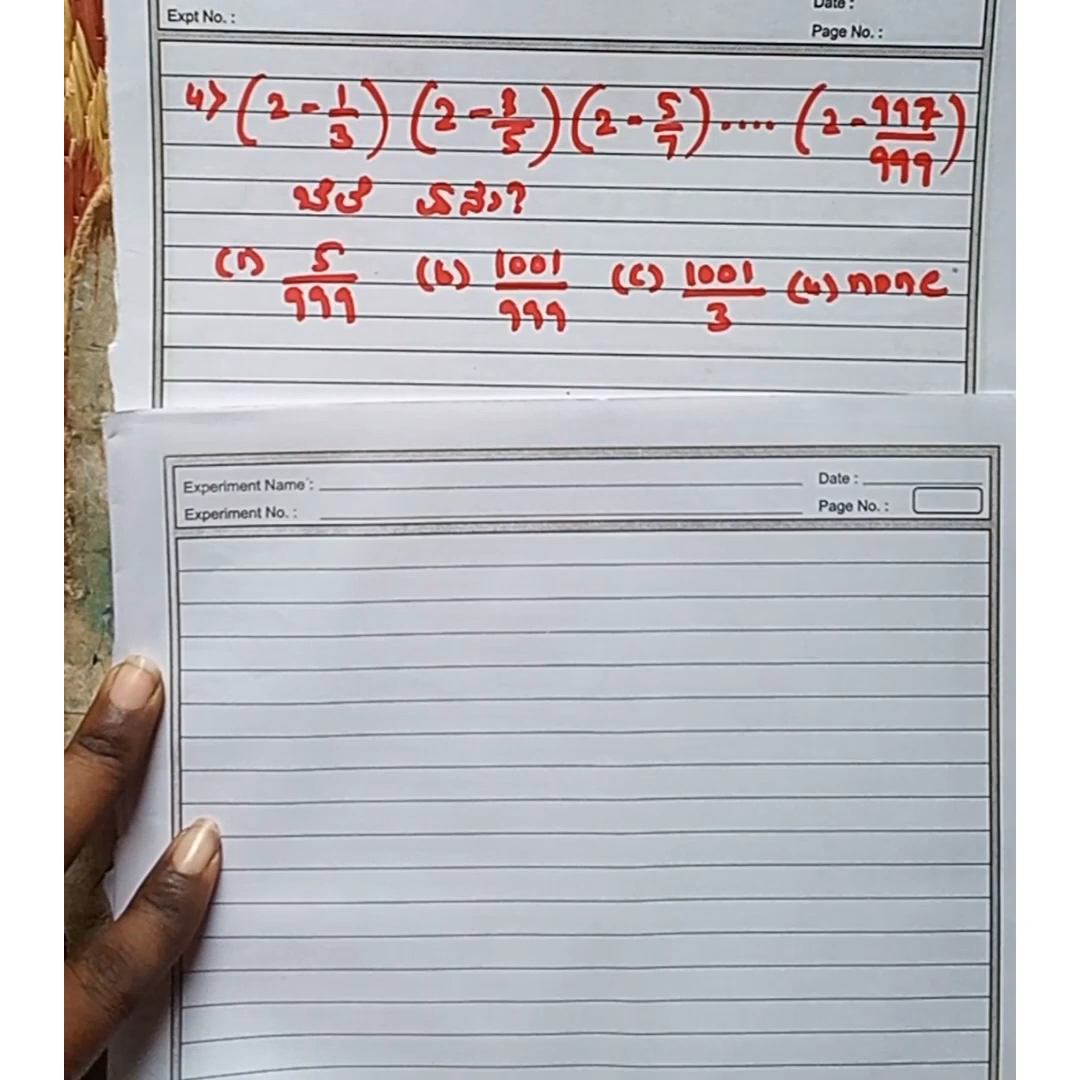 Date :
Expt No. :
Page No. :
4) (2 - 1/3) (2 - 3/5) (2 - 5/7) .... (2 - 997/999)
(a) 5/999 (b) 1001/999 (c) 1001/3 (d) none
Experiment Name : Date :
Experiment No. : Page No. :